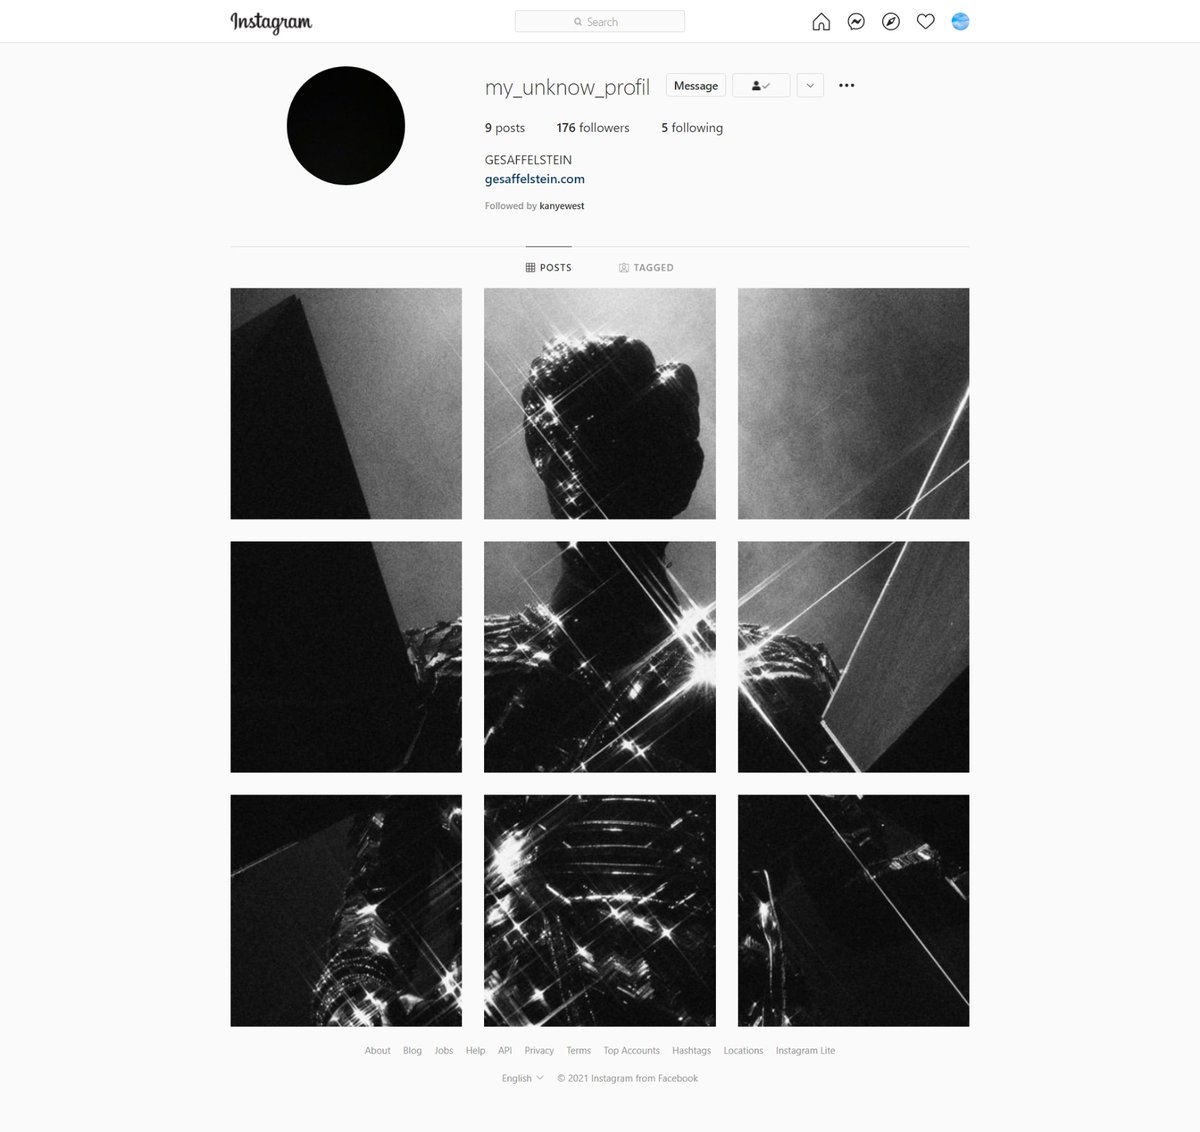 Instagram
Search
my_unknow_profil Message
9 posts 176 followers 5 following
GESAFFELSTEIN
gesaffelstein.com
Followed by kanyewest
POSTS TAGGED
About Blog Jobs Help API Privacy Terms Top Accounts Hashtags Locations Instagram Lite
English © 2021 Instagram from Facebook